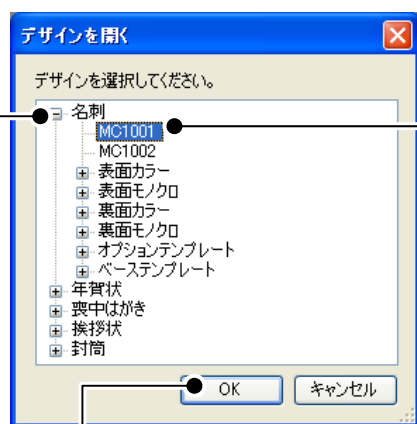 デザインを開く
デザインを選択してください。
名刺
MC1001
MC1002
表面カラー
表面モノクロ
裏面カラー
裏面モノクロ
オプションテンプレート
ベーステンプレート
年賀状
喪中はがき
挨拶状
封筒
OK
キャンセル